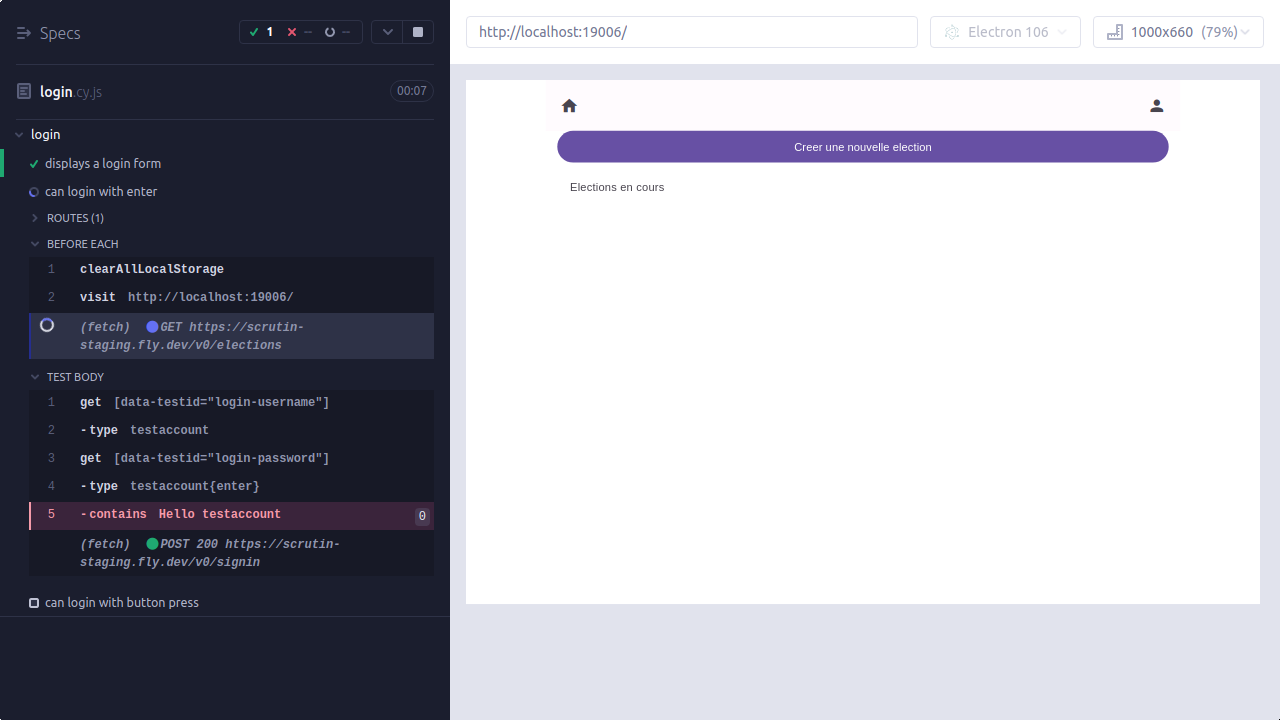 Specs
1
--
--
login.cy.js
00:07
login
displays a login form
can login with enter
ROUTES (1)
BEFORE EACH
1 clearAllLocalStorage
2 visit http://localhost:19006/
(fetch) GET https://scrutin-
staging.fly.dev/v0/elections
TEST BODY
1 get [data-testid="login-username"]
2 -type testaccount
3 get [data-testid="login-password"]
4 -type testaccount{enter}
5 -contains Hello testaccount 0
(fetch) POST 200 https://scrutin-
staging.fly.dev/v0/signin
can login with button press
http://localhost:19006/
Electron 106
1000x660 (79%)
Creer une nouvelle election
Elections en cours